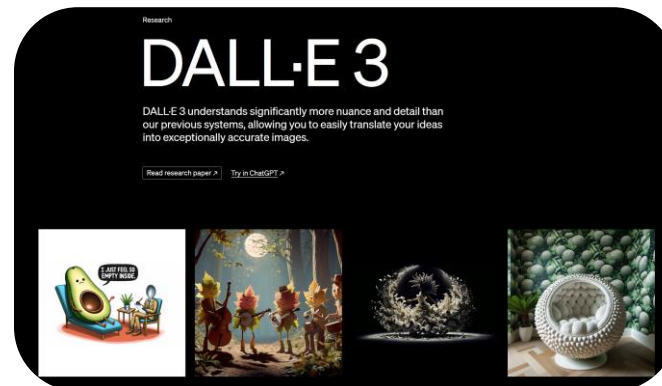 Research
DALL·E 3
DALL·E 3 understands significantly more nuance and detail than
our previous systems, allowing you to easily translate your ideas
into exceptionally accurate images.
Read research paper ↗ Try in ChatGPT ↗
I JUST FEEL SO
EMPTY INSIDE.